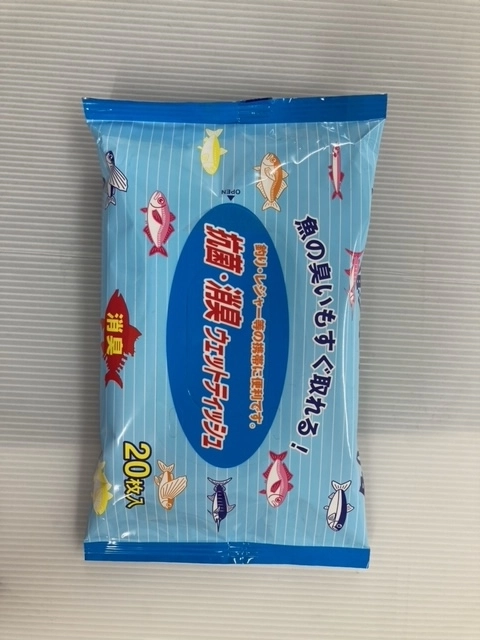 魚の臭いもすぐ取れる!
釣り・レジャー等の携帯に便利です。
抗菌・消臭ウェットティッシュ
OPEN
消臭
20枚入